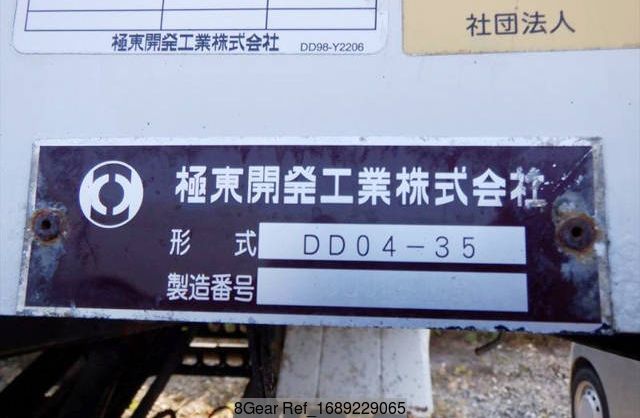 極東開発工業株式会社 DD98-Y2206
社団法人
極東開発工業株式会社
形 式 DD04-35
製造番号
8Gear Ref_1689229065